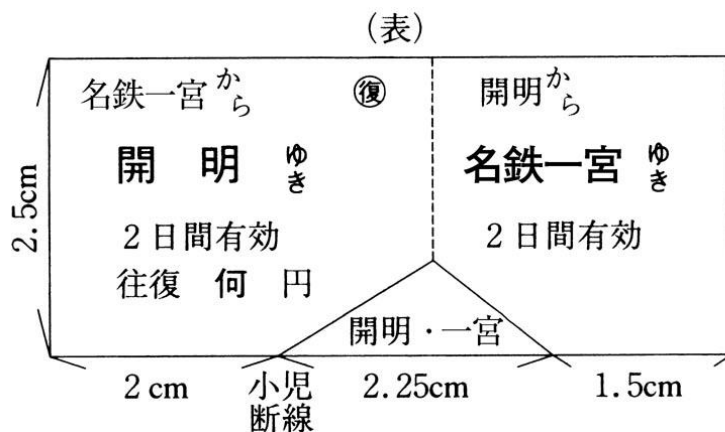 (表)
名鉄一宮から ㊝
開明ゆき
2日間有効
往復 何 円
開明から
名鉄一宮ゆき
2日間有効
開明・一宮
2.5cm
2cm
小児
断線
2.25cm
1.5cm